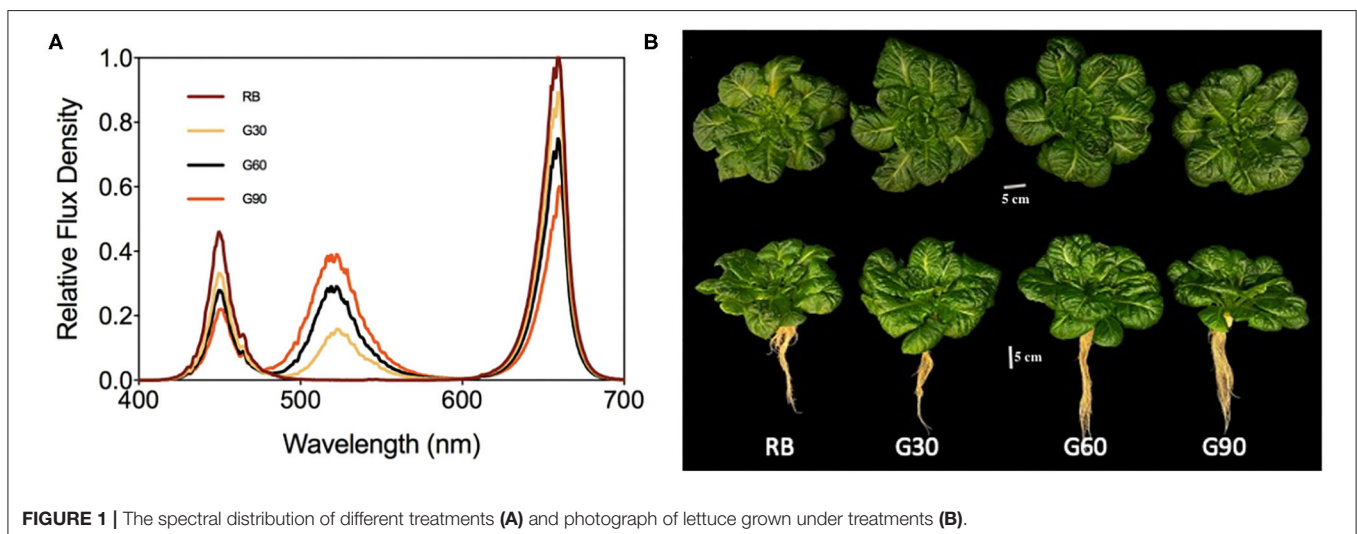 A
B
Relative Flux Density
1.0
0.8
0.6
0.4
0.2
0.0
RB
G30
G60
G90
400
500
600
700
Wavelength (nm)
5 cm
5 cm
RB
G30
G60
G90
FIGURE 1 | The spectral distribution of different treatments (A) and photograph of lettuce grown under treatments (B).